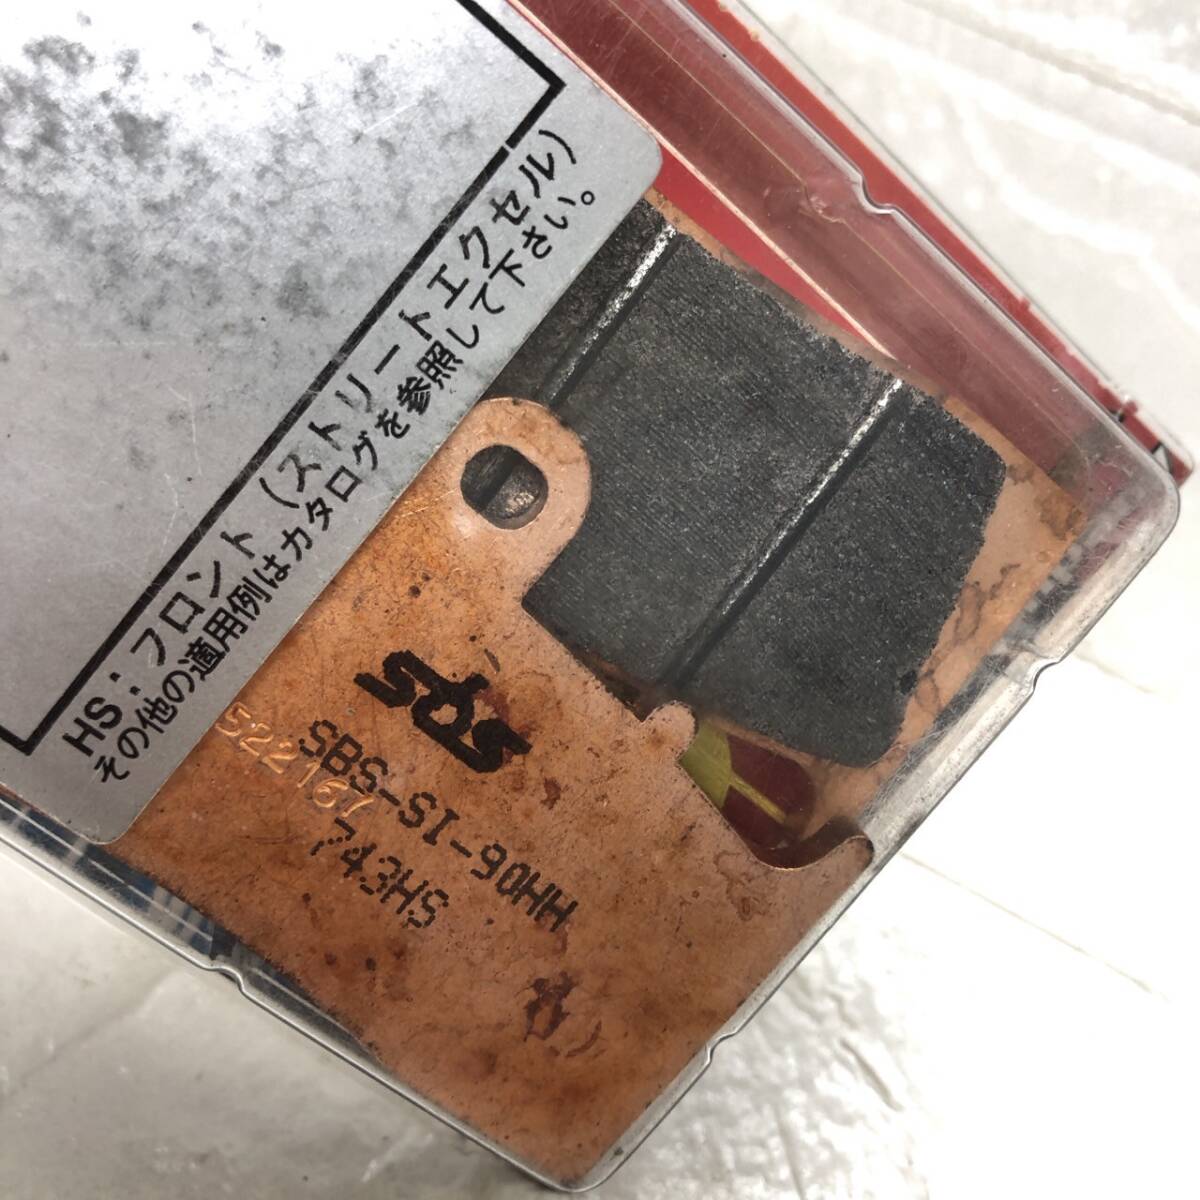 HS：フロント（ストリートエクセル）
その他の適用例はカタログを参照して下さい。
sbs
522167
SBS-SI-90HH